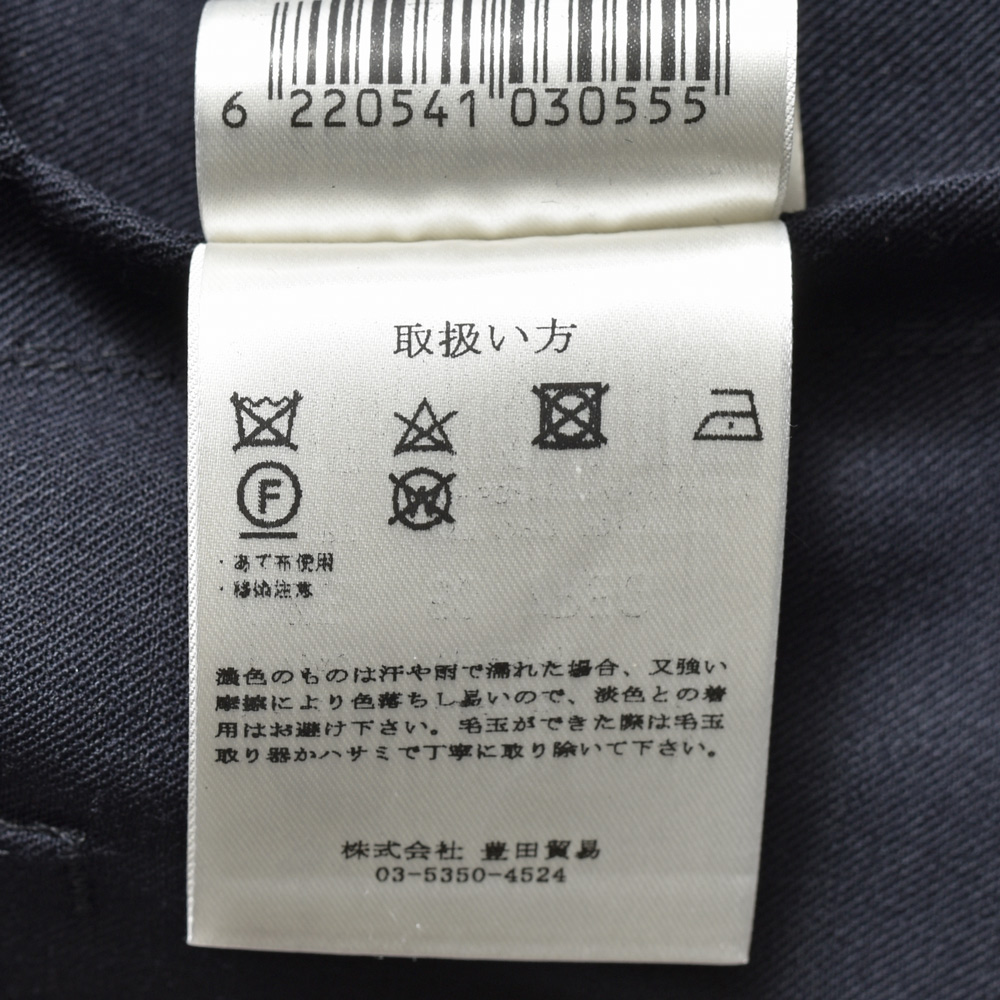 6 220541 030555
取扱い方
F
W
・あて布使用
・移染注意
濃色のものは汗や雨で濡れた場合、又強い
摩擦により色落ちし易いので、淡色との着
用はお避け下さい。毛玉ができた際は毛玉
取り器かハサミで丁寧に取り除いて下さい。
株式会社 豊田貿易
03-5350-4524